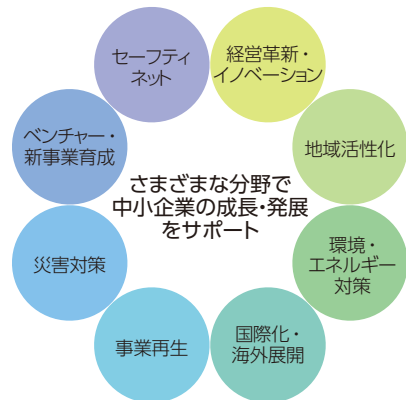 セーフティ
ネット
経営革新・
イノベーション
地域活性化
環境・
エネルギー
対策
国際化・
海外展開
事業再生
災害対策
ベンチャー・
新事業育成
さまざまな分野で
中小企業の成長・発展
をサポート